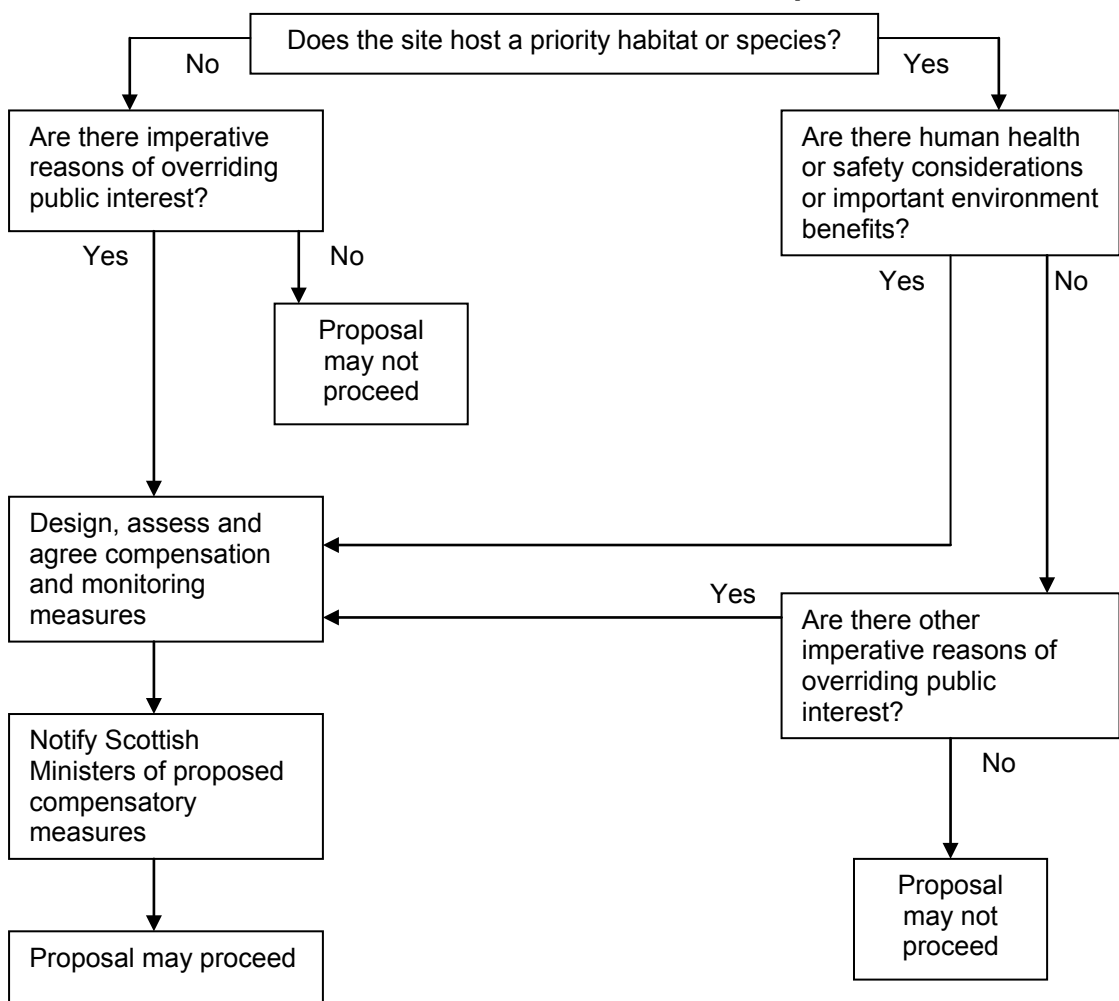 Does the site host a priority habitat or species?
No
Yes
Are there imperative
reasons of overriding
public interest?
Are there human health
or safety considerations
or important environment
benefits?
Yes
No
Yes
No
Proposal
may not
proceed
Design, assess and
agree compensation
and monitoring
measures
Yes
Are there other
imperative reasons of
overriding public
interest?
Notify Scottish
Ministers of proposed
compensatory
measures
No
Proposal
may not
proceed
Proposal may proceed